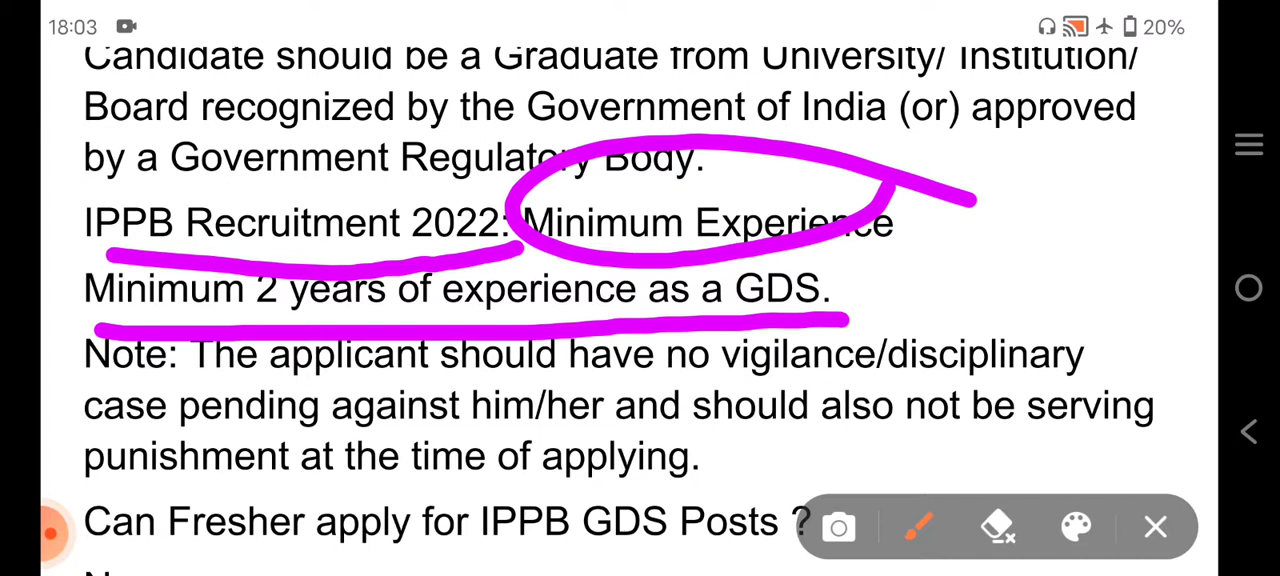 18:03
20%
Candidate should be a Graduate from University/ Institution/
Board recognized by the Government of India (or) approved
by a Government Regulatory Body.
IPPB Recruitment 2022: Minimum Experience
Minimum 2 years of experience as a GDS.
Note: The applicant should have no vigilance/disciplinary
case pending against him/her and should also not be serving
punishment at the time of applying.
Can Fresher apply for IPPB GDS Posts ?